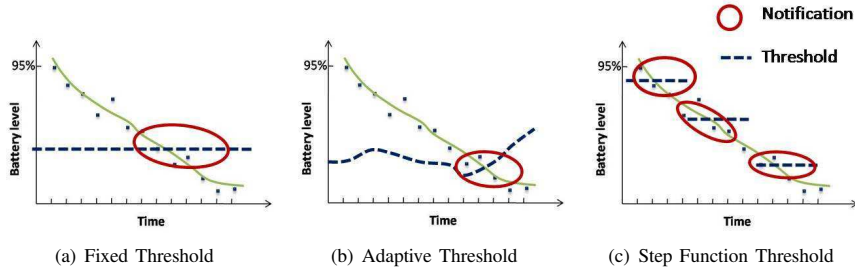 Notification
Threshold
95%
Battery level
Time
(a) Fixed Threshold
95%
Battery level
Time
(b) Adaptive Threshold
95%
Battery level
Time
(c) Step Function Threshold